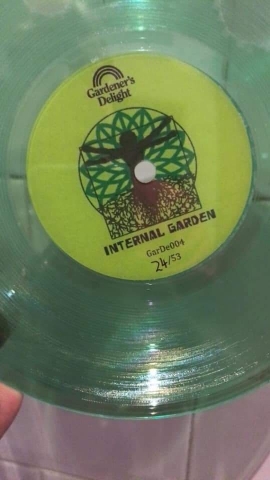 Gardener's
Delight
INTERNAL GARDEN
GarDe004
24/53